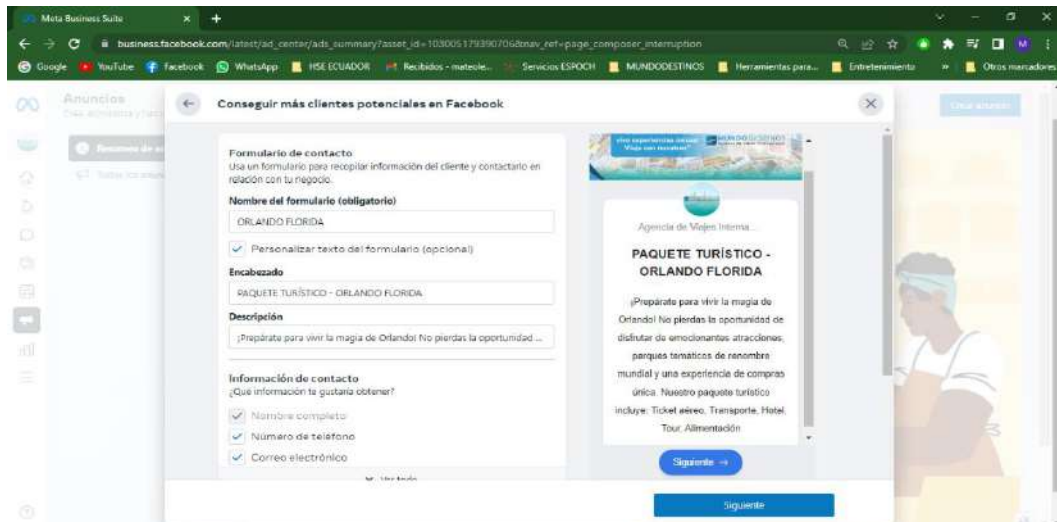 Meta Business Suite
business.facebook.com/latest/ad_center/ads_summary?asset_id=103005179390706&nav_ref=page_composer_interruption
Google YouTube Facebook WhatsApp HSE ECUADOR Recibidos - mateole... Servicios ESPOCH MUNDODESTINOS Herramientas para... Entretenimiento » Otros marcadores
Anuncios
Conseguir más clientes potenciales en Facebook
Crear anuncio
Resumen de
Formulario de contacto
Usa un formulario para recopilar información del cliente y contactarlo en
relación con tu negocio.
Nombre del formulario (obligatorio)
ORLANDO FLORIDA
Personalizar texto del formulario (opcional)
Encabezado
PAQUETE TURÍSTICO - ORLANDO FLORIDA
Descripción
¡Prepárate para vivir la magia de Orlando! No pierdas la oportunidad ...
Información de contacto
¿Qué información te gustaría obtener?
Nombre completo
Número de teléfono
Correo electrónico
Ver todo
Agencia de Viajes Interna...
PAQUETE TURÍSTICO -
ORLANDO FLORIDA
¡Prepárate para vivir la magia de
Orlando! No pierdas la oportunidad de
disfrutar de emocionantes atracciones,
parques temáticos de renombre
mundial y una experiencia de compras
única. Nuestro paquete turístico
incluye: Ticket aéreo, Transporte, Hotel,
Tour, Alimentación
Siguiente →
Siguiente